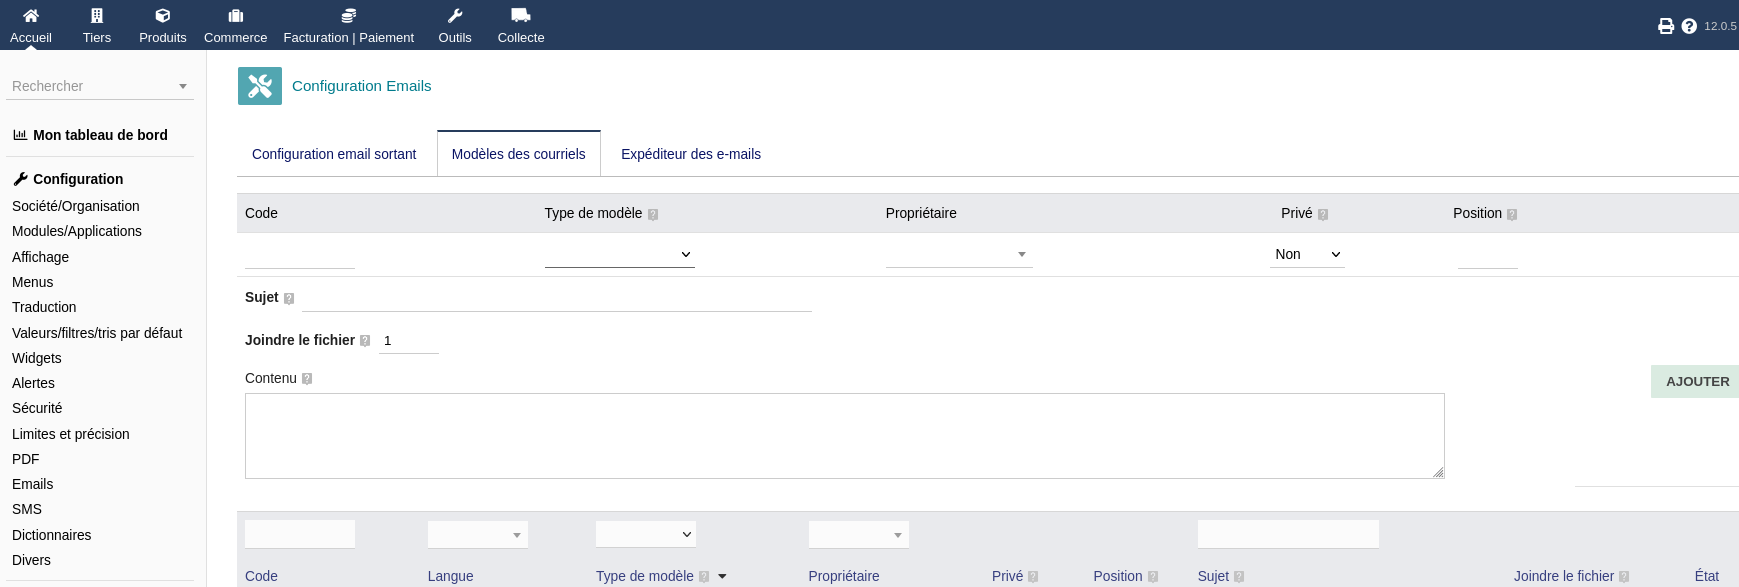 Accueil Tiers Produits Commerce Facturation | Paiement Outils Collecte 12.0.5
Rechercher
Mon tableau de bord
Configuration
Société/Organisation
Modules/Applications
Affichage
Menus
Traduction
Valeurs/filtres/tris par défaut
Widgets
Alertes
Sécurité
Limites et précision
PDF
Emails
SMS
Dictionnaires
Divers
Configuration Emails
Configuration email sortant Modèles des courriels Expéditeur des e-mails
Code Type de modèle ? Propriétaire Privé ? Position ?
Non
Sujet ?
Joindre le fichier ? 1
Contenu ?
AJOUTER
Code Langue Type de modèle ? Propriétaire Privé ? Position ? Sujet ? Joindre le fichier ? État